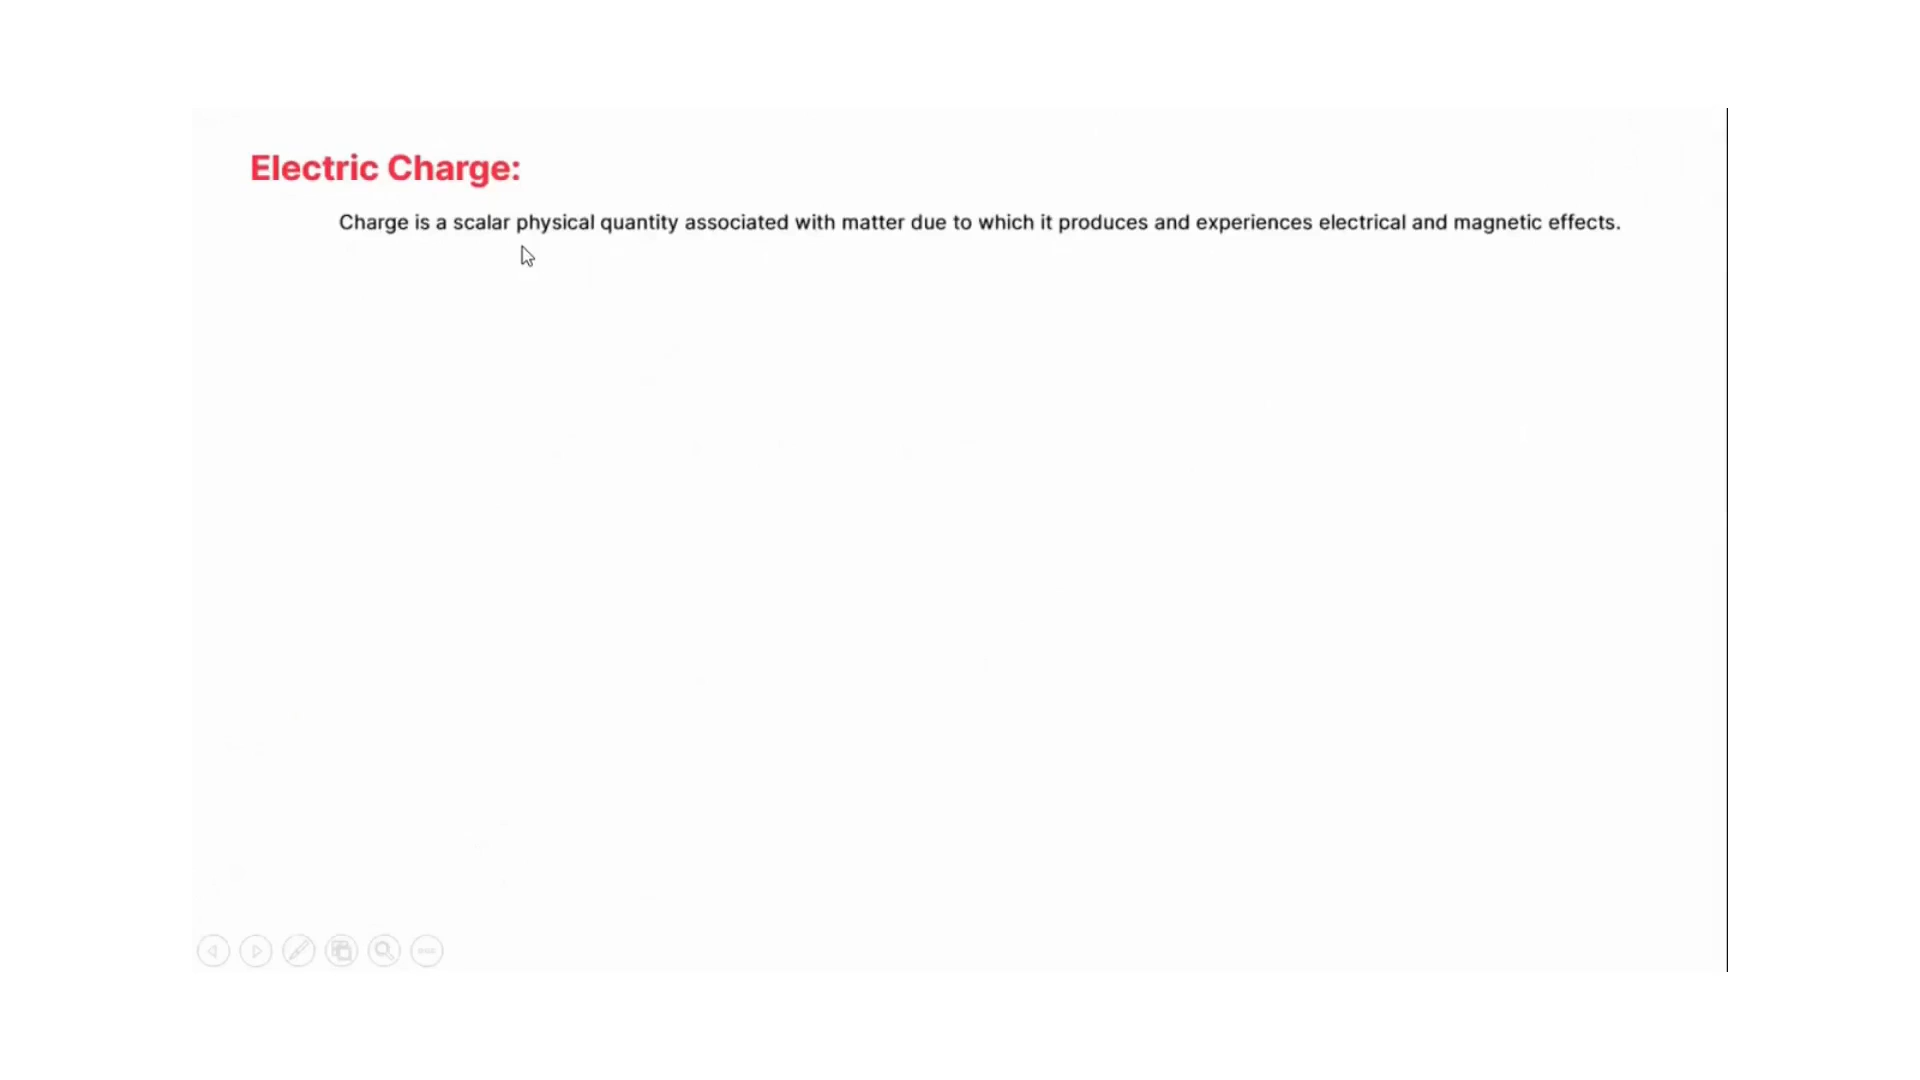 Electric Charge:
Charge is a scalar physical quantity associated with matter due to which it produces and experiences electrical and magnetic effects.